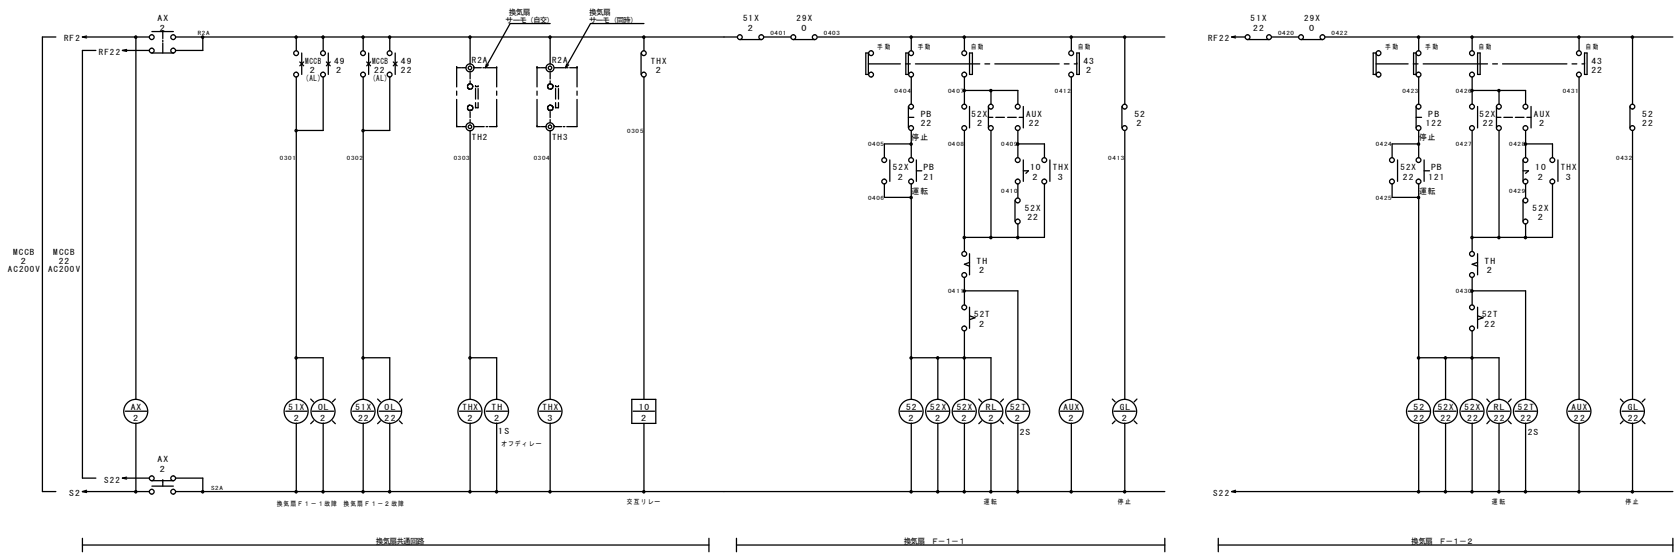 AX
2
RF2
RF22
R2A
MCCB
2
(AL)
49
2
MCCB
22
(AL)
49
22
換気扇
サーモ (自交)
R2A
TH2
換気扇
サーモ (同時)
R2A
TH3
THX
2
0301
0302
0303
0304
0305
MCCB
2
AC200V
MCCB
22
AC200V
AX
2
51X
2
OL
2
51X
22
OL
22
THX
2
TH
2
1S
オフディレー
THX
3
10
2
AX
2
S22
S2
S2A
換気扇F1-1故障
換気扇F1-2故障
交互リレー
換気扇共通回路
51X
2
29X
0
0401
0403
手動
手動
自動
自動
43
2
0404
0407
0412
PB
22
停止
52X
2
AUX
22
52
2
0405
0408
0409
0413
52X
2
PB
21
運転
10
2
THX
3
0406
0410
52X
22
TH
2
0411
52T
2
52
2
52X
2
52X
2
RL
2
52T
2
2S
AUX
2
GL
2
運転
停止
換気扇 F-1-1
51X
22
29X
0
RF22
0420
0422
手動
手動
自動
自動
43
22
0423
0426
0431
PB
122
停止
52X
22
AUX
2
52
22
0424
0427
0428
0432
52X
22
PB
121
運転
10
2
THX
3
0425
0429
52X
2
TH
2
0430
52T
22
52
22
52X
22
52X
22
RL
22
52T
22
2S
AUX
22
GL
22
S22
運転
停止
換気扇 F-1-2